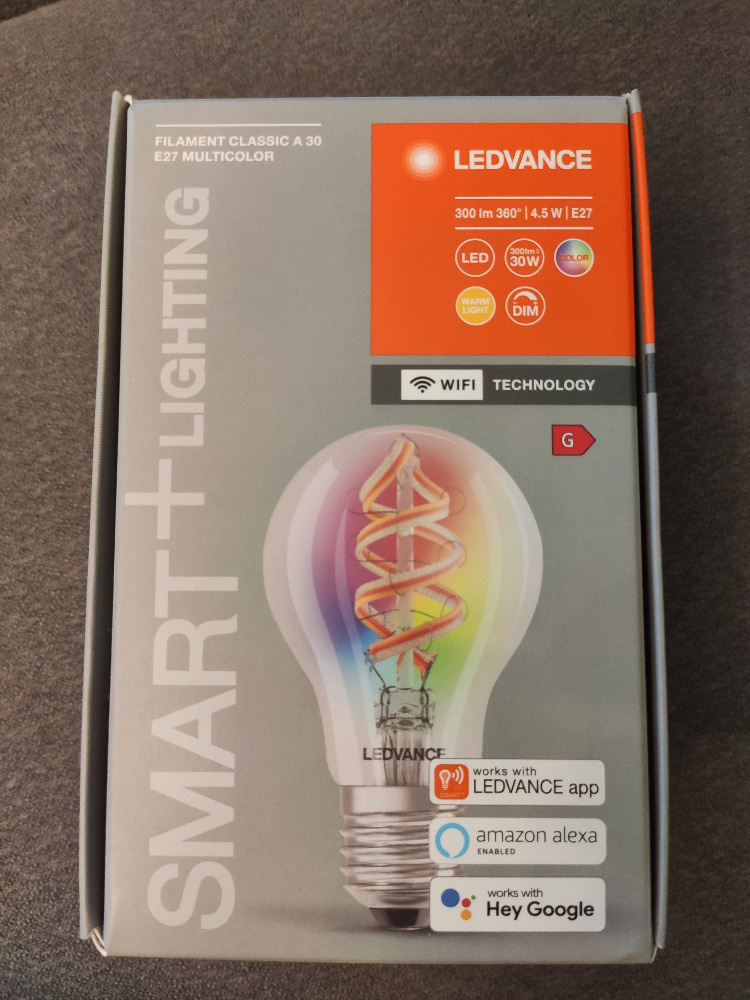 FILAMENT CLASSIC A 30
E27 MULTICOLOR
SMART+ LIGHTING
LEDVANCE
300 lm 360° | 4.5 W | E27
LED
300lm≙
30W
COLOR
WARM
LIGHT
DIM
WIFI TECHNOLOGY
G
LEDVANCE
works with
LEDVANCE app
amazon alexa
ENABLED
works with
Hey Google